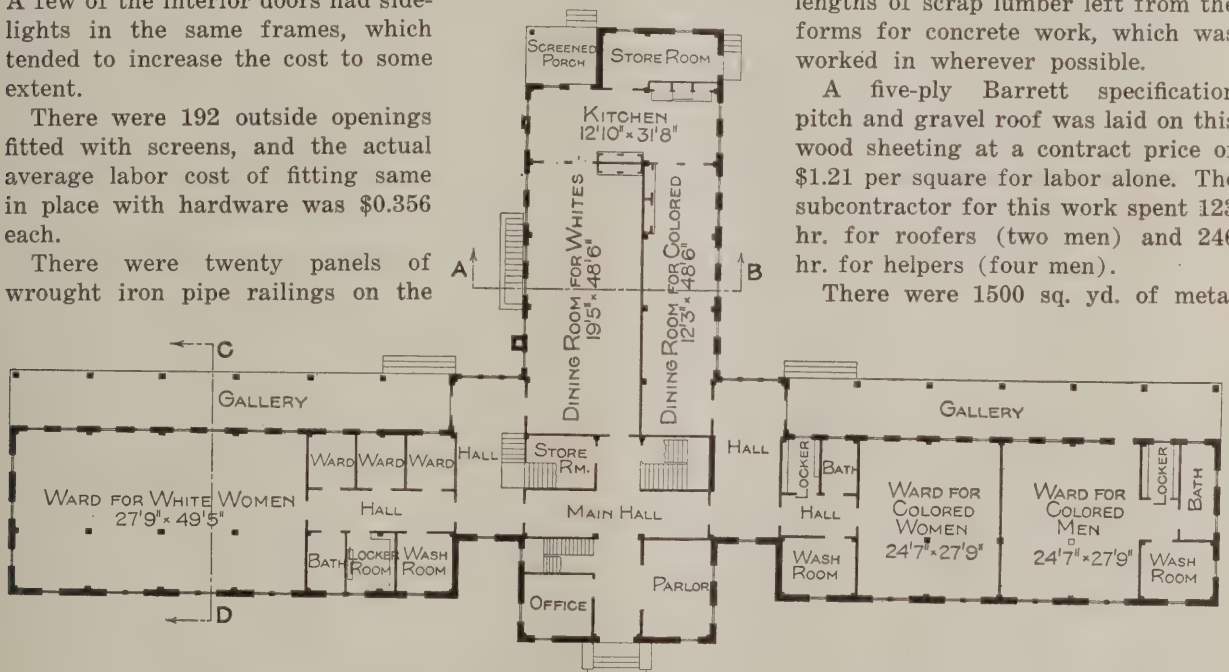 A few of the interior doors had side-
lights in the same frames, which
tended to increase the cost to some
extent.
There were 192 outside openings
fitted with screens, and the actual
average labor cost of fitting same
in place with hardware was $0.356
each.
There were twenty panels of
wrought iron pipe railings on the
lengths of scrap lumber left from the
forms for concrete work, which was
worked in wherever possible.
A five-ply Barrett specification
pitch and gravel roof was laid on this
wood sheeting at a contract price of
$1.21 per square for labor alone. The
subcontractor for this work spent 123
hr. for roofers (two men) and 246
hr. for helpers (four men).
There were 1500 sq. yd. of metal
SCREENED
PORCH
STORE ROOM
KITCHEN
12'10" × 31'8"
DINING ROOM FOR WHITES
19'5" × 48'6"
DINING ROOM FOR COLORED
12'3" × 48'6"
A
B
C
D
GALLERY
WARD FOR WHITE WOMEN
27'9" × 49'5"
WARD
WARD
WARD
HALL
HALL
BATH
LOCKER
ROOM
WASH
ROOM
STORE
RM.
MAIN HALL
OFFICE
PARLOR
HALL
GALLERY
LOCKER
BATH
HALL
WASH
ROOM
WARD FOR
COLORED
WOMEN
24'7" × 27'9"
WARD FOR
COLORED
MEN
24'7" × 27'9"
LOCKER
BATH
WASH
ROOM